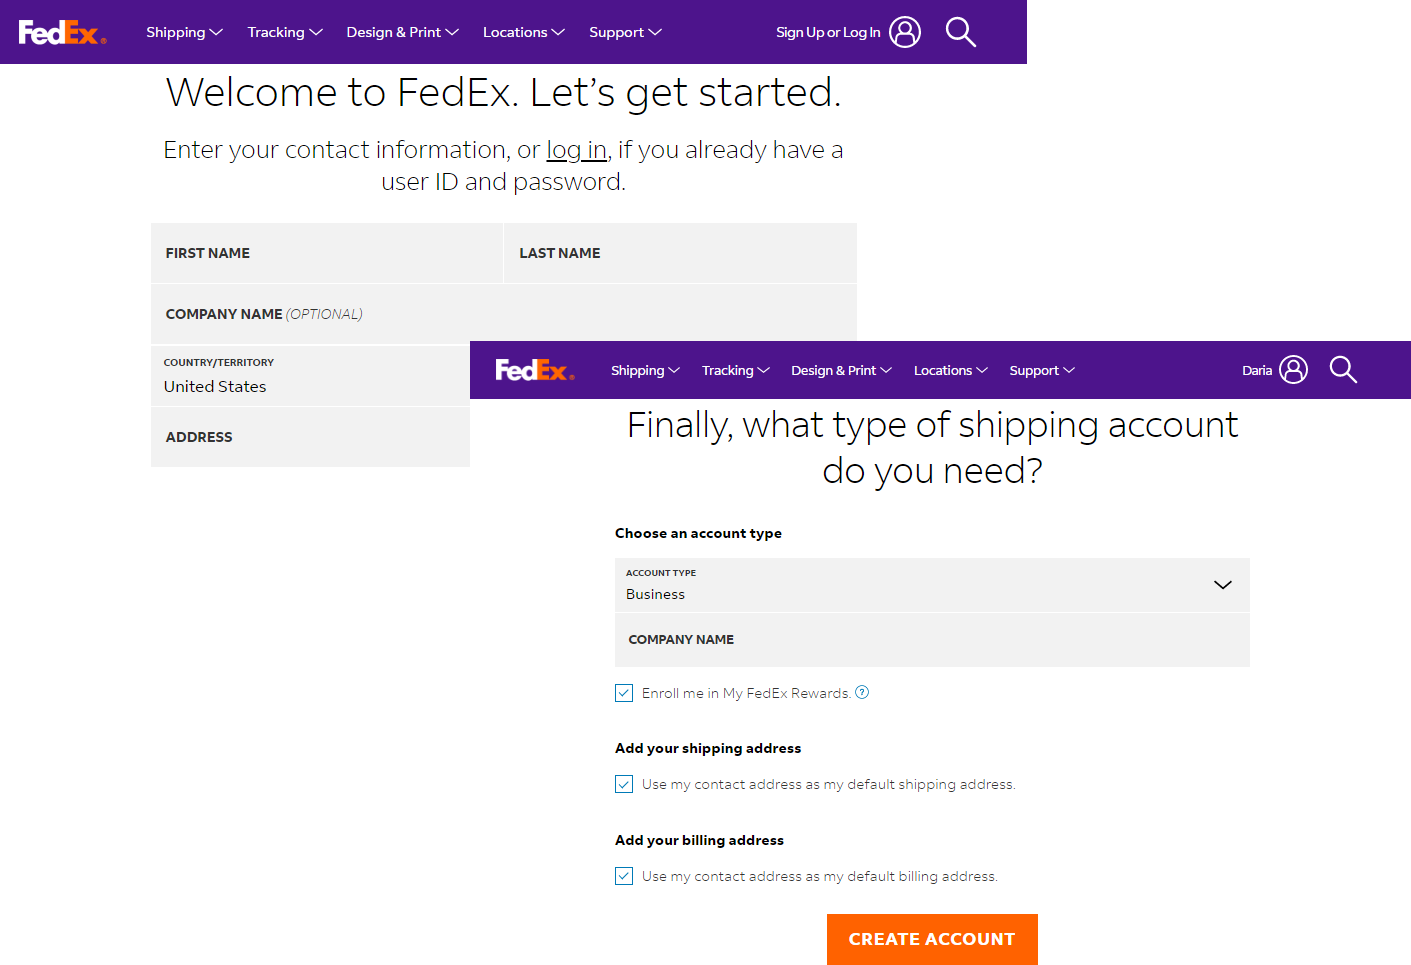 FedEx®
Shipping
Tracking
Design & Print
Locations
Support
Sign Up or Log In
Welcome to FedEx. Let’s get started.
Enter your contact information, or log in, if you already have a
user ID and password.
FIRST NAME
LAST NAME
COMPANY NAME (OPTIONAL)
COUNTRY/TERRITORY
United States
ADDRESS
FedEx®
Shipping
Tracking
Design & Print
Locations
Support
Daria
Finally, what type of shipping account
do you need?
Choose an account type
ACCOUNT TYPE
Business
COMPANY NAME
Enroll me in My FedEx Rewards. ?
Add your shipping address
Use my contact address as my default shipping address.
Add your billing address
Use my contact address as my default billing address.
CREATE ACCOUNT